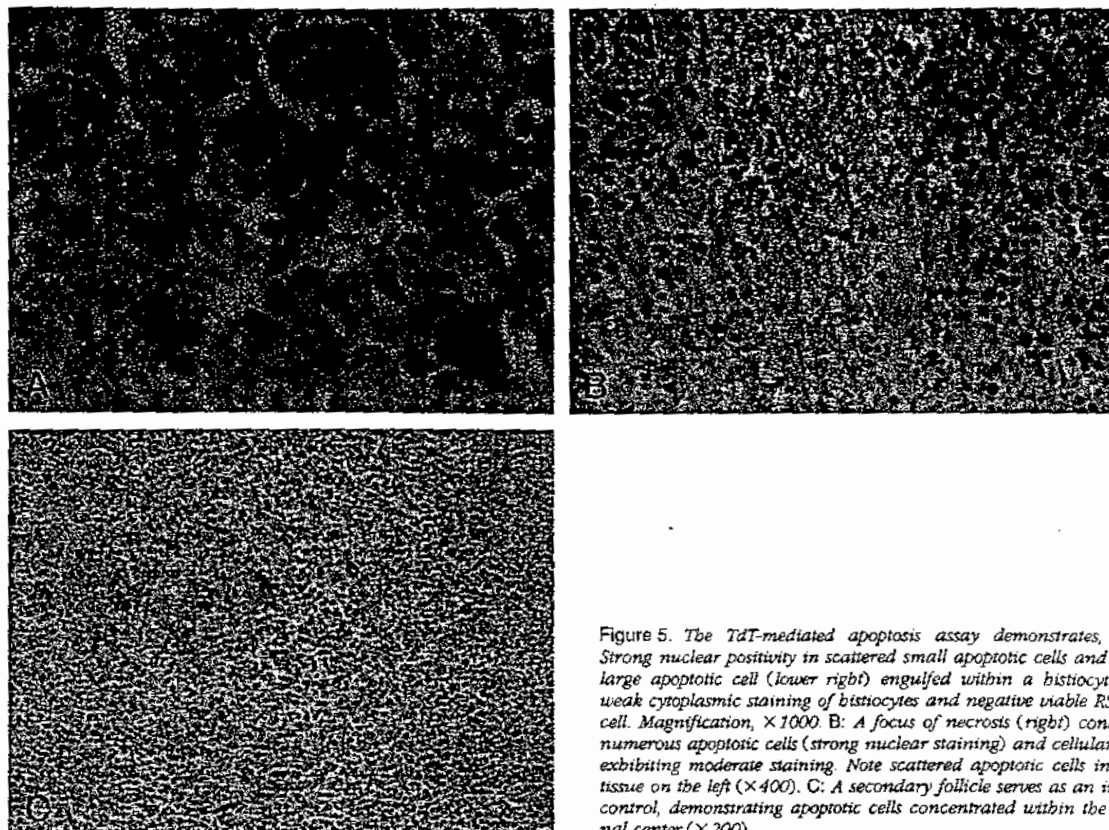 A
B
C
Figure 5. The TdT-mediated apoptosis assay demonstrates,
Strong nuclear positivity in scattered small apoptotic cells and
large apoptotic cell (lower right) engulfed within a histiocyt
weak cytoplasmic staining of histiocytes and negative viable RS
cell. Magnification, ×1000. B: A focus of necrosis (right) con
numerous apoptotic cells (strong nuclear staining) and cellular
exhibiting moderate staining. Note scattered apoptotic cells in
tissue on the left (×400). C: A secondary follicle serves as an i
control, demonstrating apoptotic cells concentrated within the
nal center (×200).